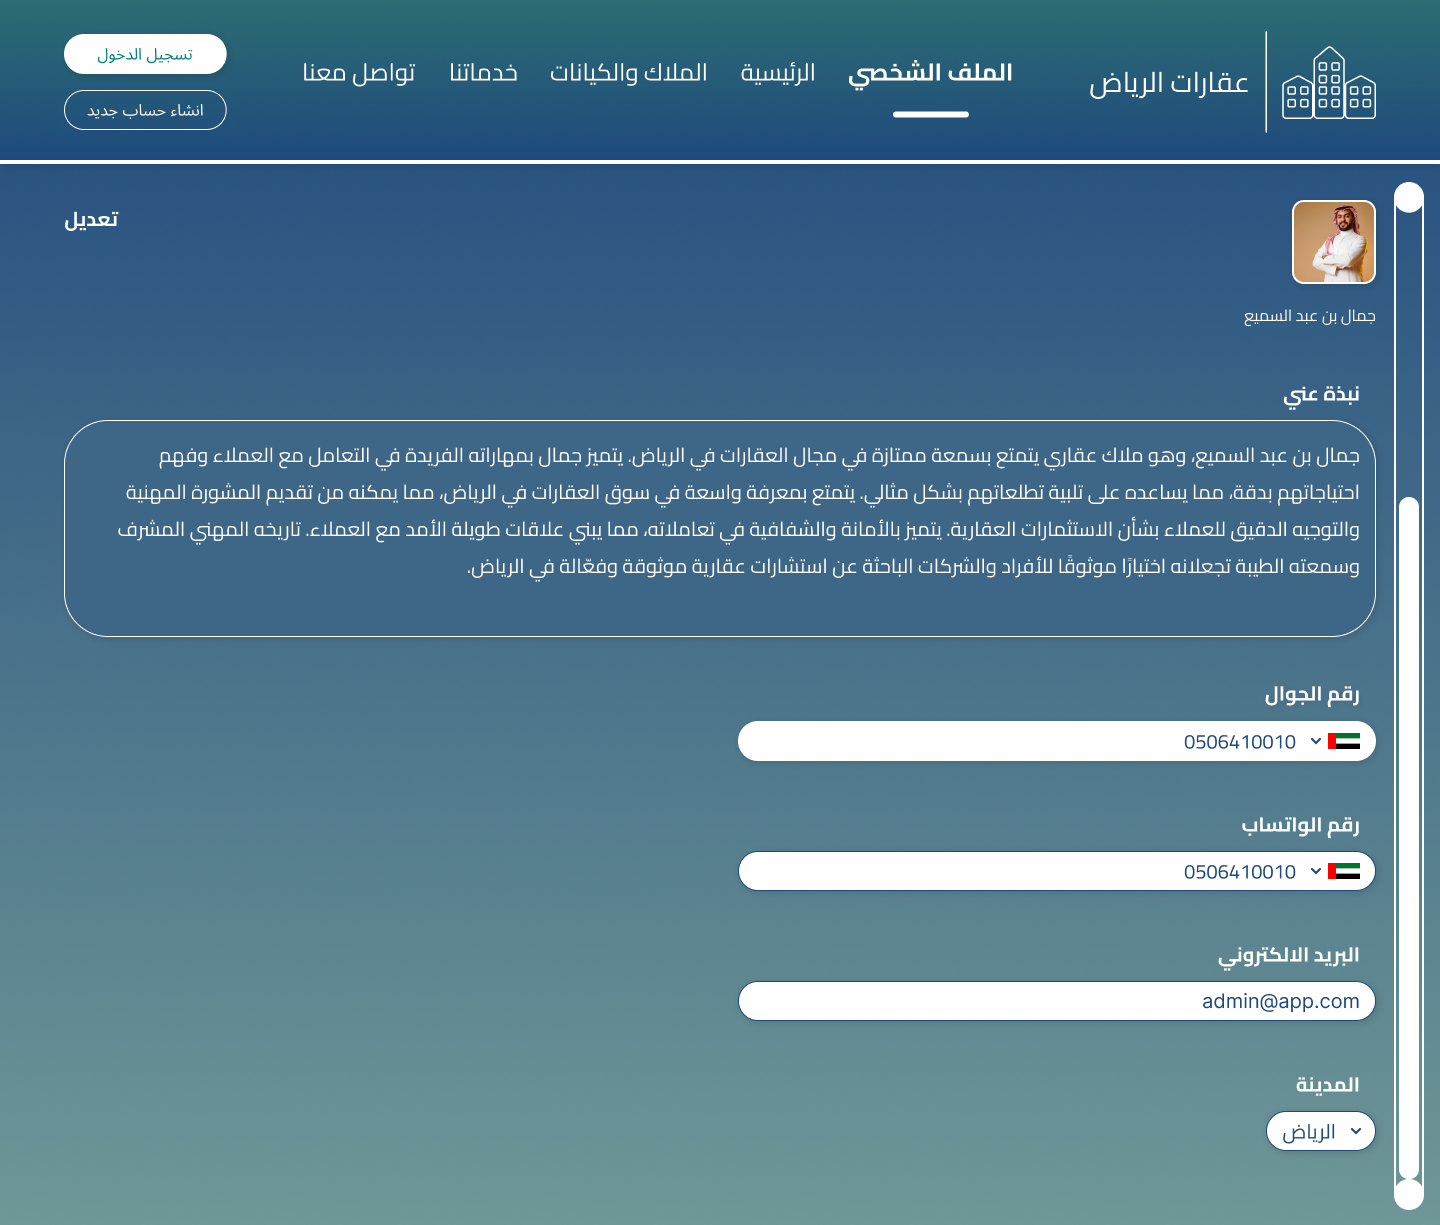 عقارات الرياض
الملف الشخصي
الرئيسية
الملاك والكيانات
خدماتنا
تواصل معنا
تسجيل الدخول
انشاء حساب جديد
تعديل
جمال بن عبد السميع
نبذة عني
جمال بن عبد السميع، وهو ملاك عقاري يتمتع بسمعة ممتازة في مجال العقارات في الرياض. يتميز جمال بمهاراته الفريدة في التعامل مع العملاء وفهم
احتياجاتهم بدقة، مما يساعده على تلبية تطلعاتهم بشكل مثالي. يتمتع بمعرفة واسعة في سوق العقارات في الرياض، مما يمكنه من تقديم المشورة المهنية
والتوجيه الدقيق للعملاء بشأن الاستثمارات العقارية. يتميز بالأمانة والشفافية في تعاملاته، مما يبني علاقات طويلة الأمد مع العملاء. تاريخه المهني المشرف
وسمعته الطيبة تجعلانه اختيارًا موثوقًا للأفراد والشركات الباحثة عن استشارات عقارية موثوقة وفعّالة في الرياض.
رقم الجوال
0506410010
رقم الواتساب
0506410010
البريد الالكتروني
admin@app.com
المدينة
الرياض